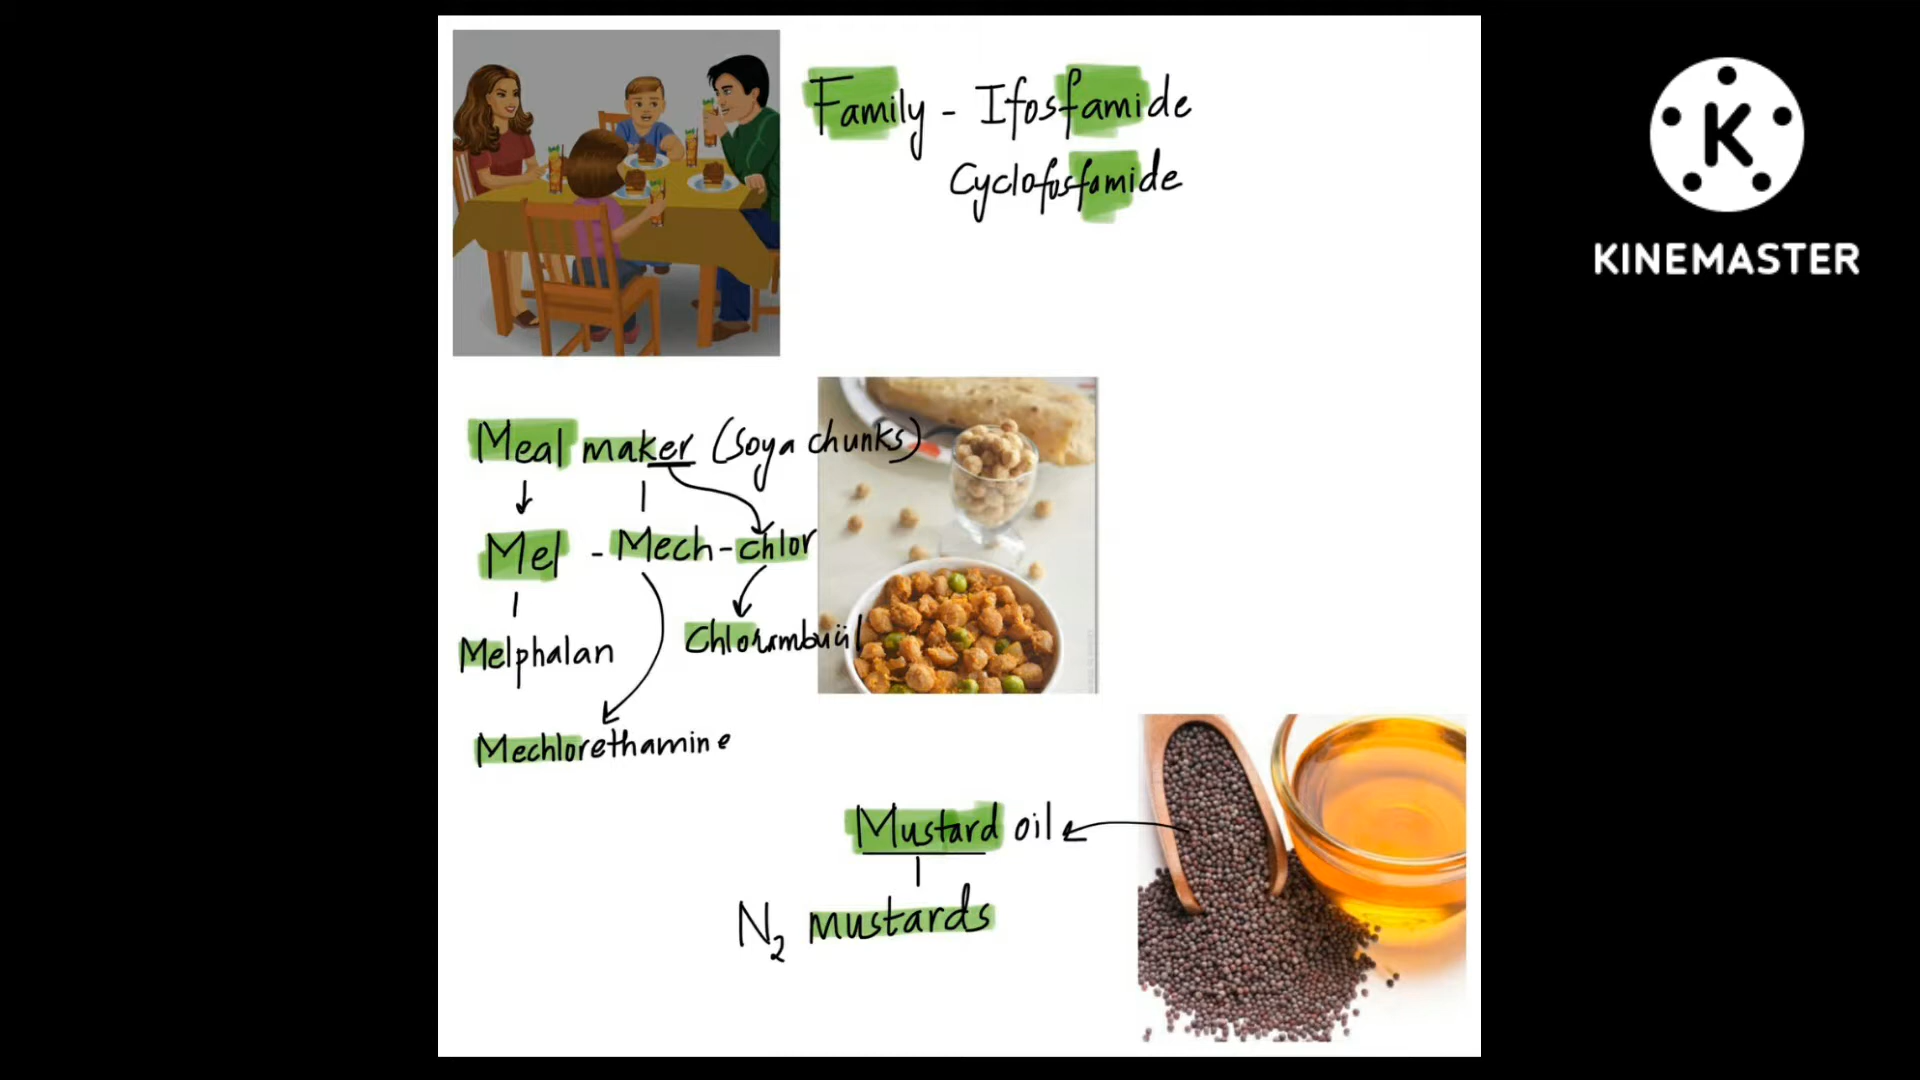 Family - Ifosfamide
Cyclofosfamide
KINEMASTER
Meal maker (Soya chunks)
Mel - Mech - chlor
Melphalan
Chlorambucil
Mechlorethamine
Mustard oil
N2 mustards